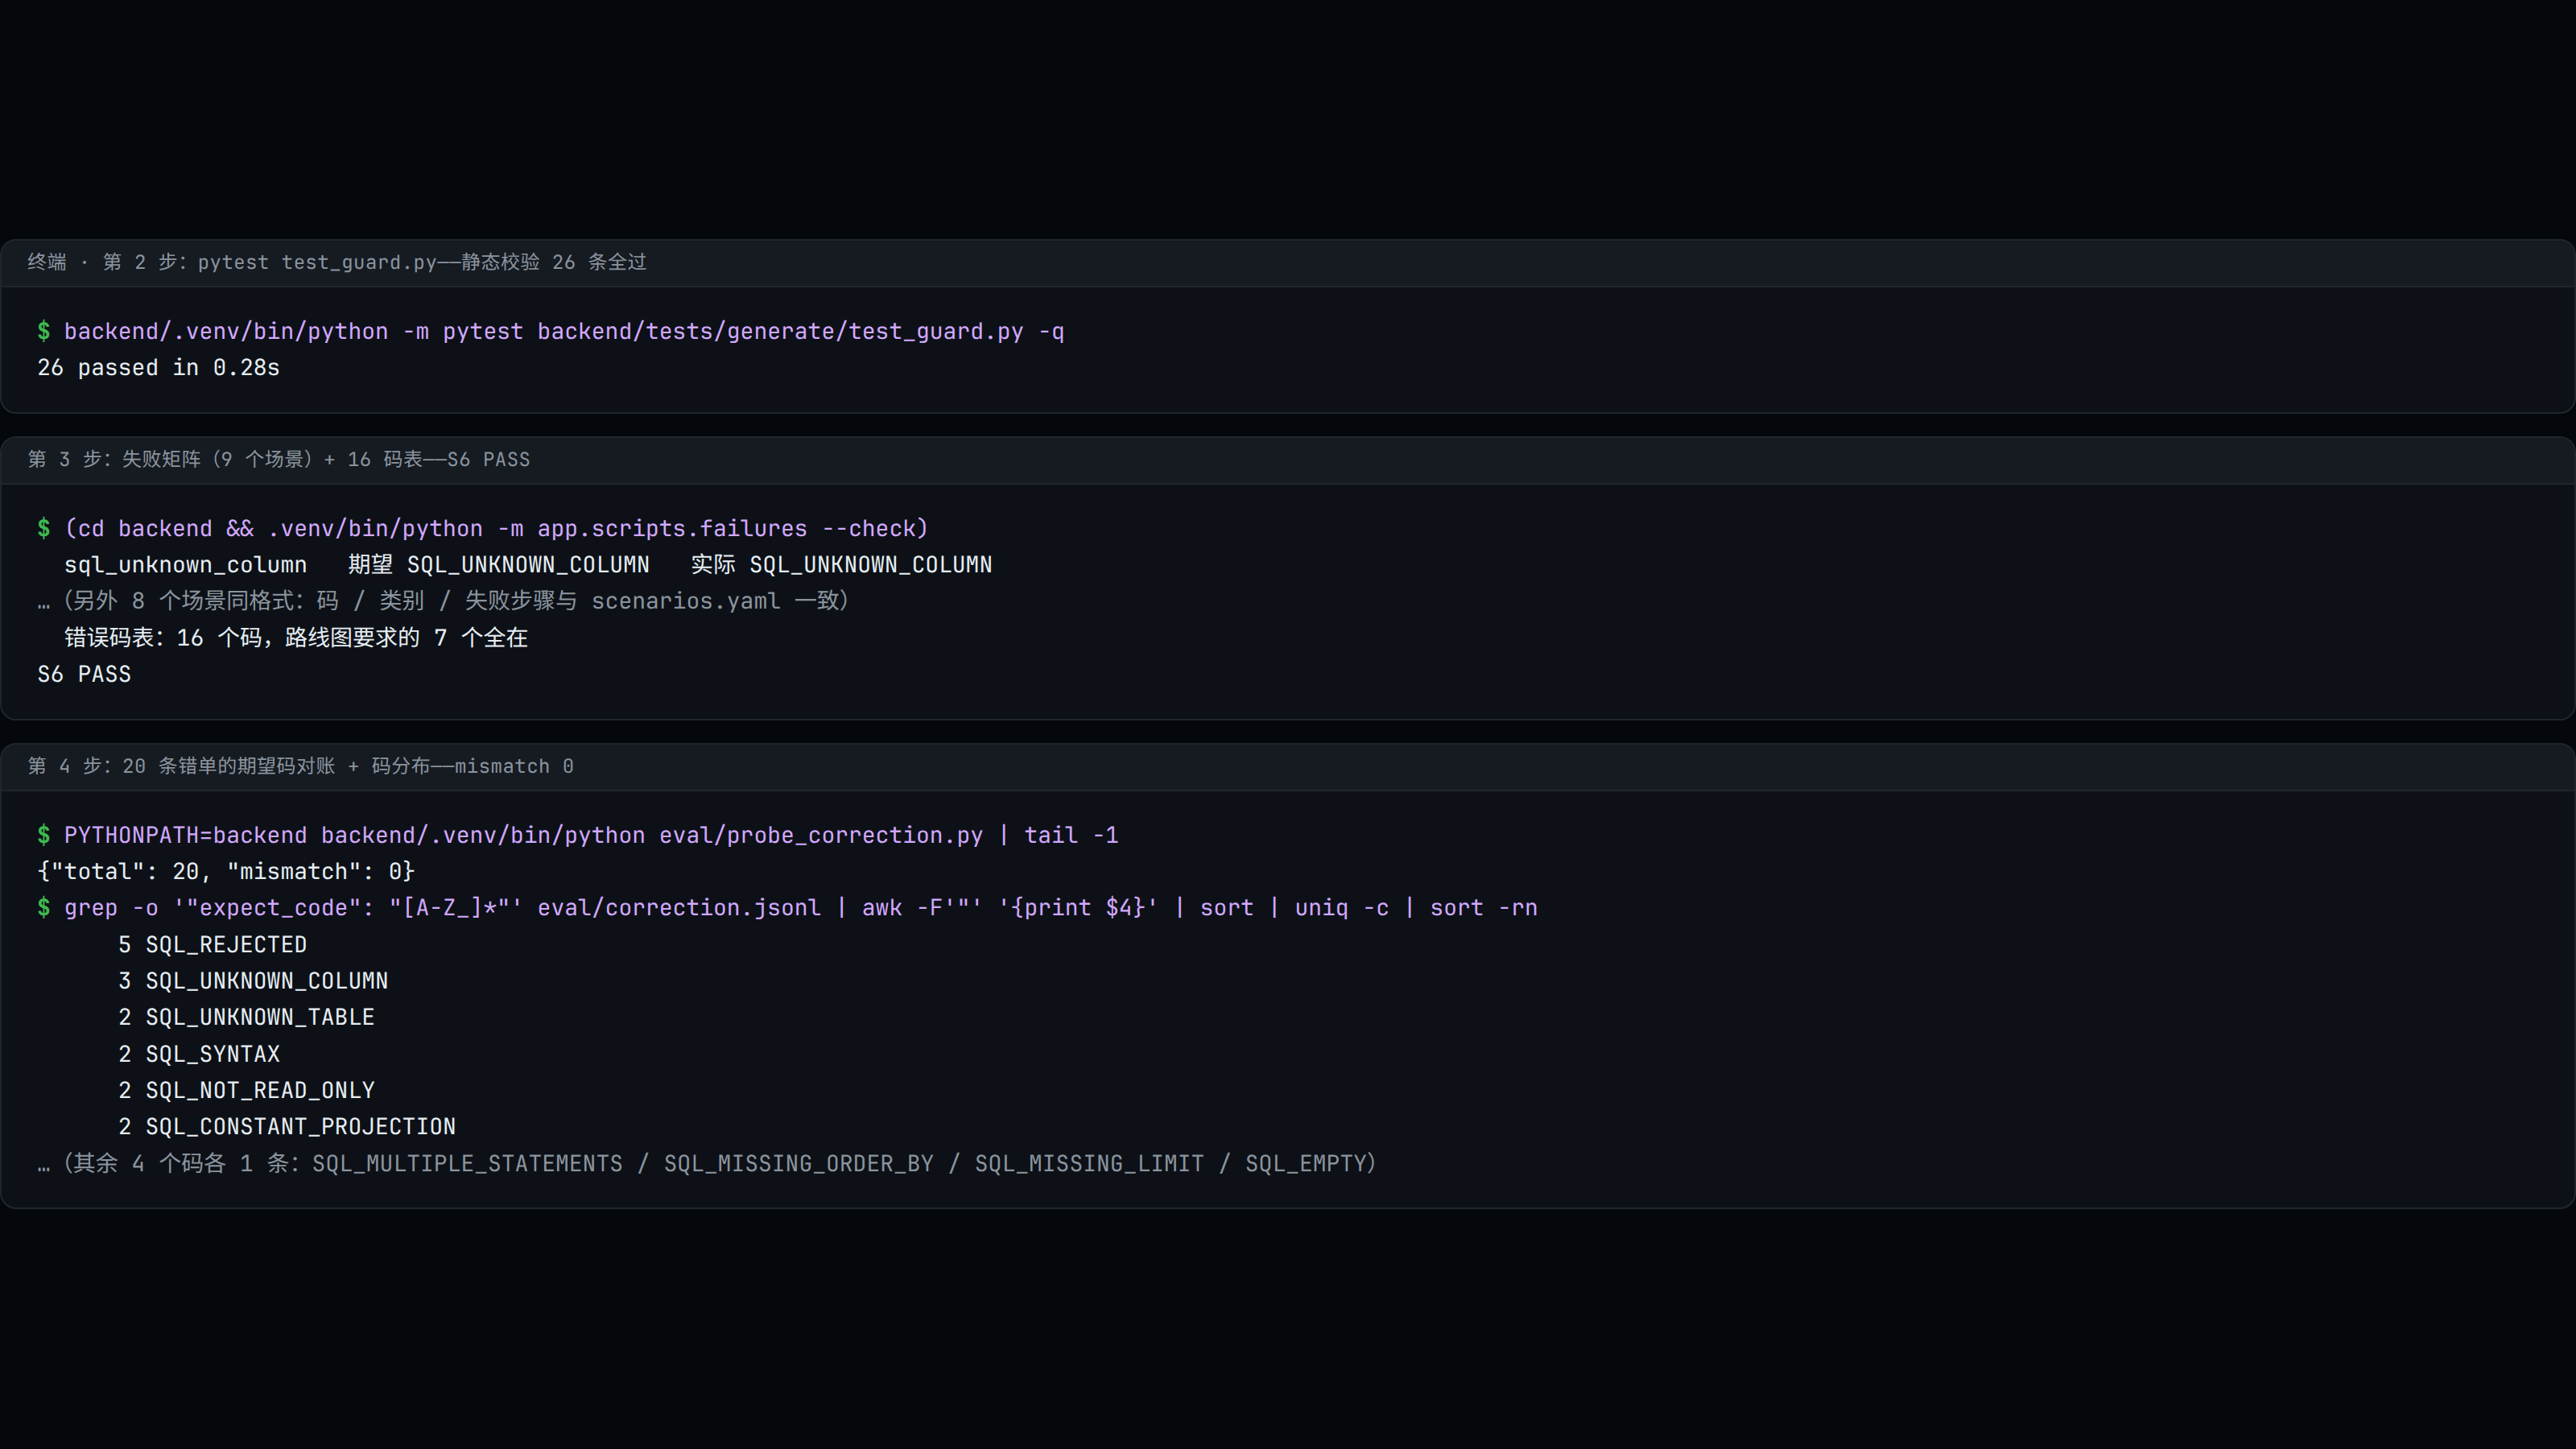 终端 · 第 2 步：pytest test_guard.py——静态校验 26 条全过
$ backend/.venv/bin/python -m pytest backend/tests/generate/test_guard.py -q
26 passed in 0.28s
第 3 步：失败矩阵（9 个场景）+ 16 码表——S6 PASS
$ (cd backend && .venv/bin/python -m app.scripts.failures --check)
sql_unknown_column   期望 SQL_UNKNOWN_COLUMN   实际 SQL_UNKNOWN_COLUMN
…（另外 8 个场景同格式：码 / 类别 / 失败步骤与 scenarios.yaml 一致）
错误码表：16 个码，路线图要求的 7 个全在
S6 PASS
第 4 步：20 条错单的期望码对账 + 码分布——mismatch 0
$ PYTHONPATH=backend backend/.venv/bin/python eval/probe_correction.py | tail -1
{"total": 20, "mismatch": 0}
$ grep -o '"expect_code": "[A-Z_]*"' eval/correction.jsonl | awk -F'"' '{print $4}' | sort | uniq -c | sort -rn
5 SQL_REJECTED
3 SQL_UNKNOWN_COLUMN
2 SQL_UNKNOWN_TABLE
2 SQL_SYNTAX
2 SQL_NOT_READ_ONLY
2 SQL_CONSTANT_PROJECTION
…（其余 4 个码各 1 条：SQL_MULTIPLE_STATEMENTS / SQL_MISSING_ORDER_BY / SQL_MISSING_LIMIT / SQL_EMPTY）